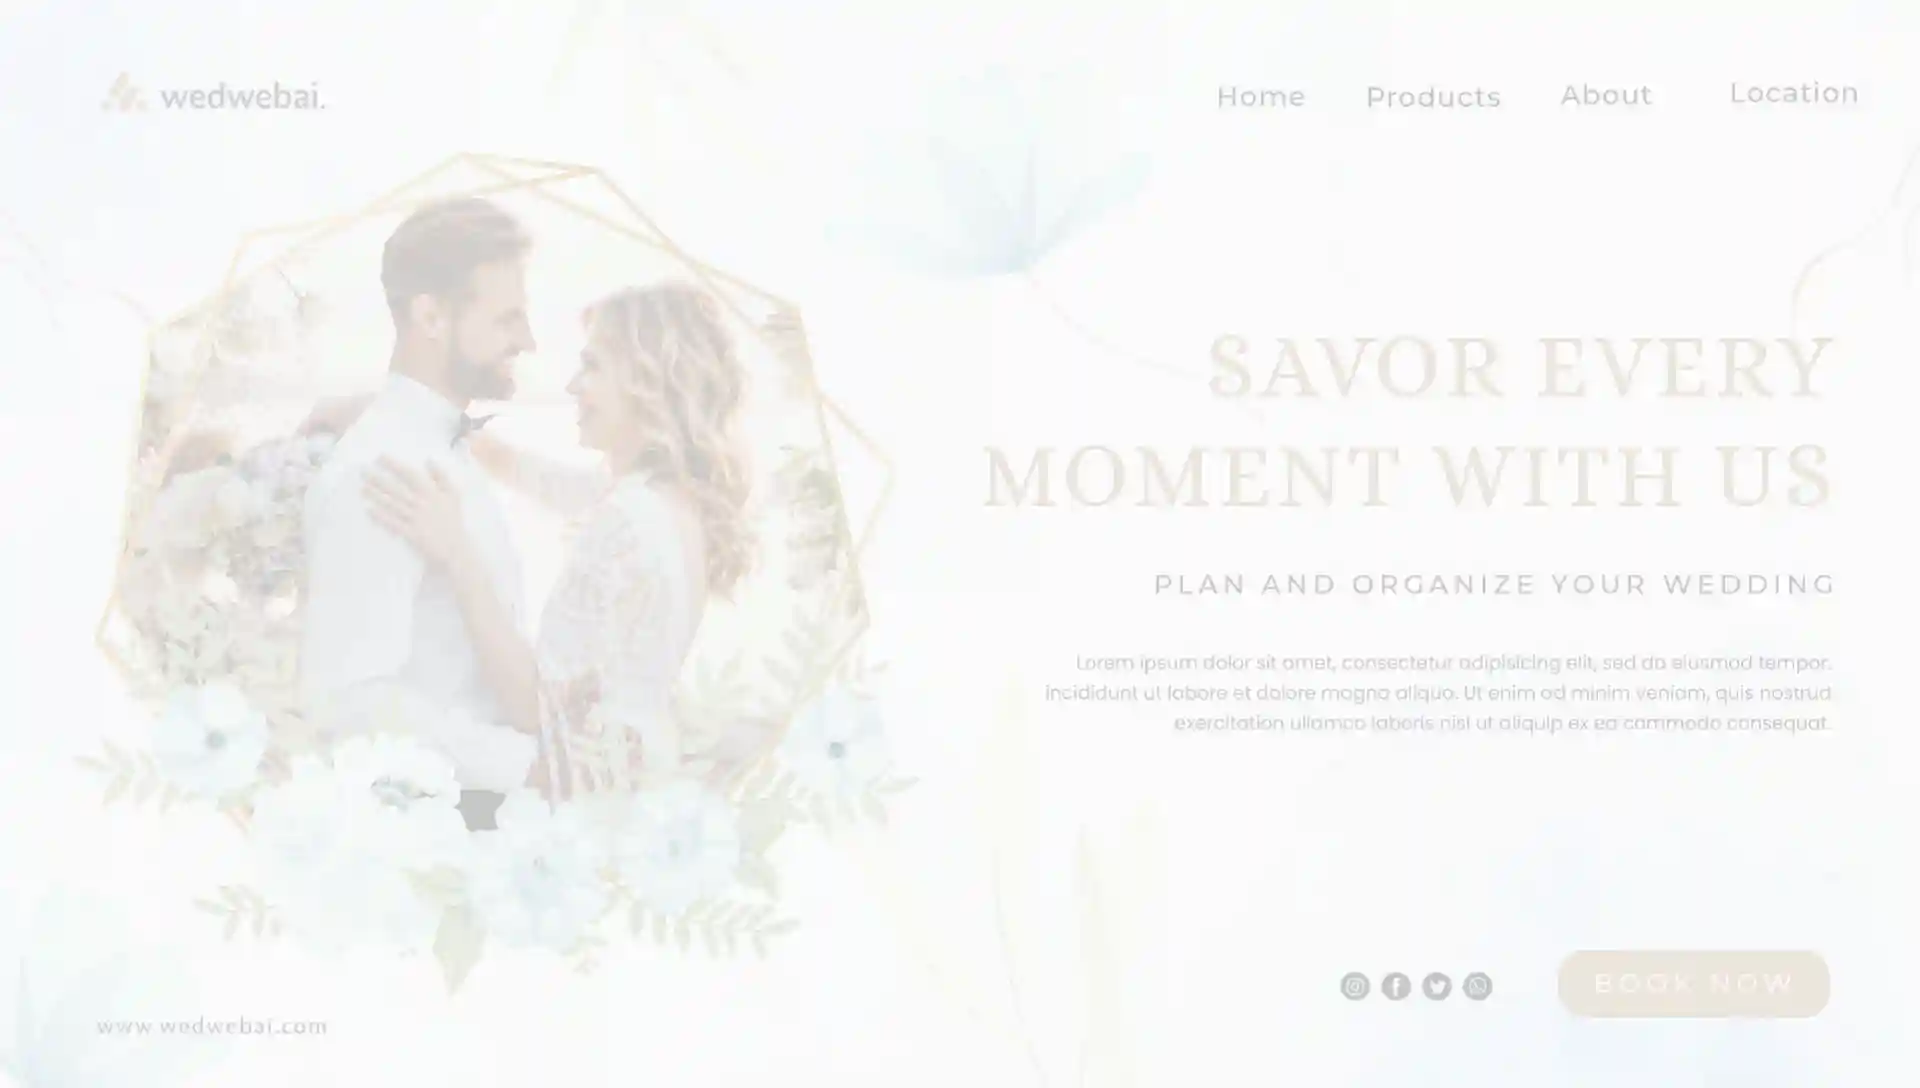 wedwebai.
Home Products About Location
SAVOR EVERY
MOMENT WITH US
PLAN AND ORGANIZE YOUR WEDDING
Lorem ipsum dolor sit amet, consectetur adipisicing elit, sed do eiusmod tempor.
incididunt ut labore et dolore magna aliqua. Ut enim ad minim veniam, quis nostrud
exercitation ullamco laboris nisi ut aliquip ex ea commodo consequat.
BOOK NOW
www.wedwebai.com